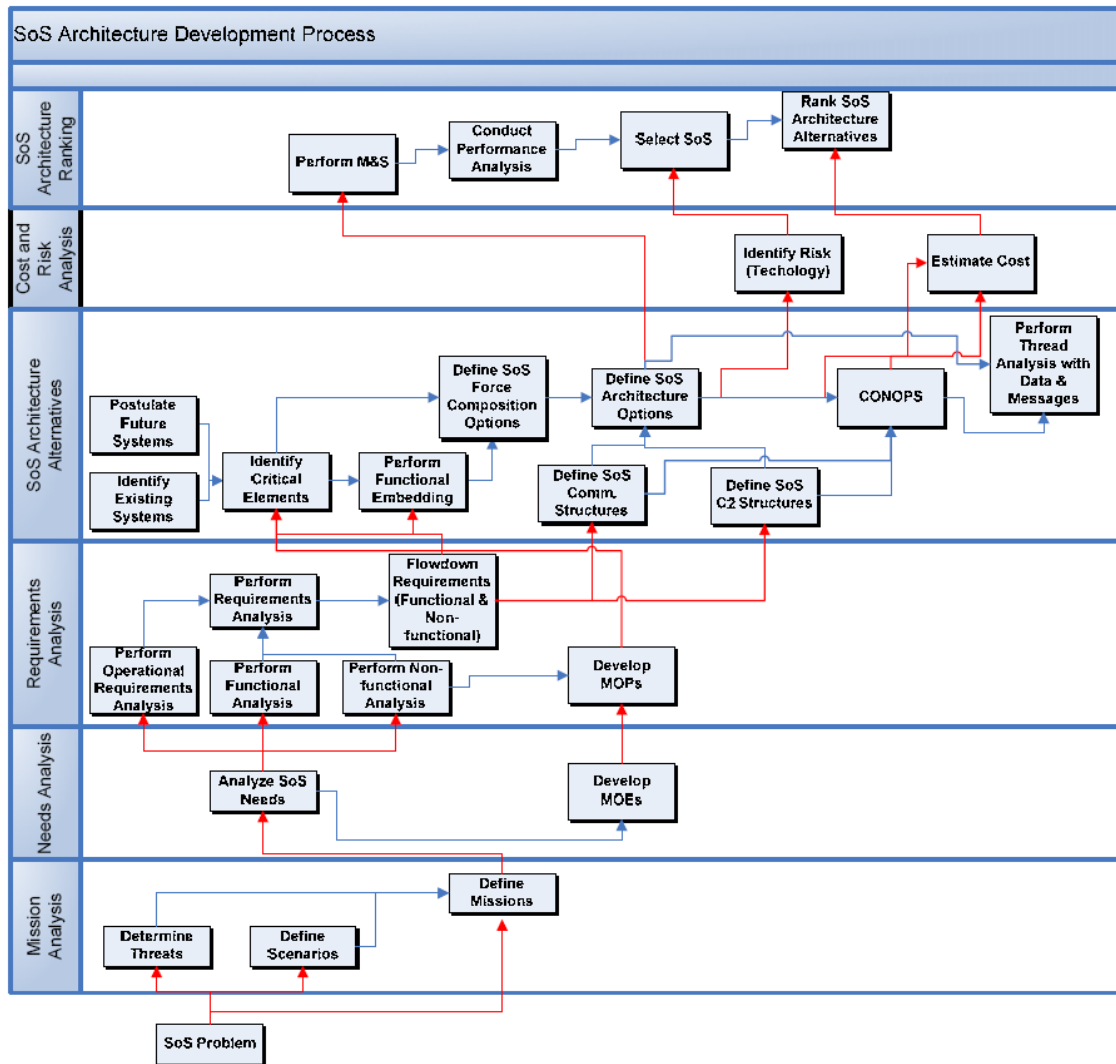 SoS Architecture Development Process
SoS
Architecture
Ranking
Perform M&S
Conduct
Performance
Analysis
Select SoS
Rank SoS
Architecture
Alternatives
Cost and
Risk
Analysis
Identify Risk
(Techology)
Estimate Cost
SoS Architecture
Alternatives
Postulate
Future
Systems
Identify
Existing
Systems
Identify
Critical
Elements
Perform
Functional
Embedding
Define SoS
Force
Composition
Options
Define SoS
Architecture
Options
Define SoS
Comm.
Structures
Define SoS
C2 Structures
CONOPS
Perform
Thread
Analysis with
Data &
Messages
Requirements
Analysis
Perform
Operational
Requirements
Analysis
Perform
Requirements
Analysis
Perform
Functional
Analysis
Flowdown
Requirements
(Functional &
Non-
functional)
Perform Non-
functional
Analysis
Develop
MOPs
Needs Analysis
Analyze SoS
Needs
Develop
MOEs
Mission
Analysis
Determine
Threats
Define
Scenarios
Define
Missions
SoS Problem